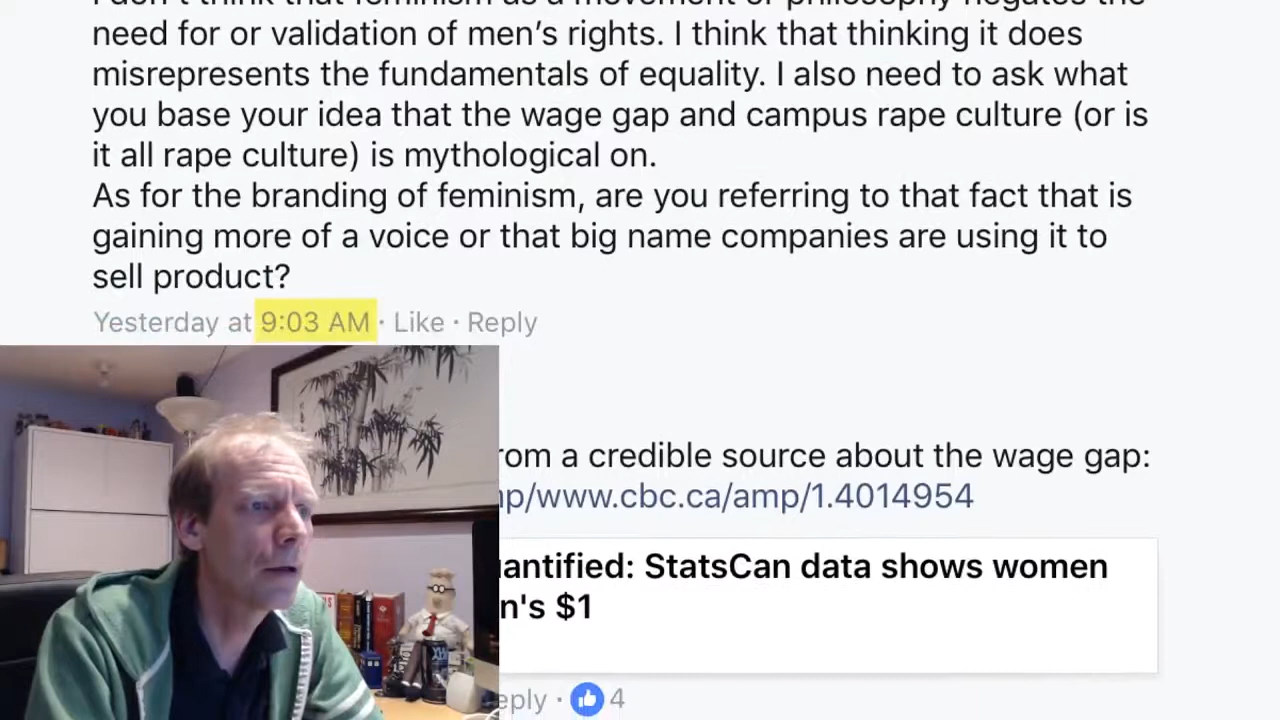 need for or validation of men's rights. I think that thinking it does
misrepresents the fundamentals of equality. I also need to ask what
you base your idea that the wage gap and campus rape culture (or is
it all rape culture) is mythological on.
As for the branding of feminism, are you referring to that fact that is
gaining more of a voice or that big name companies are using it to
sell product?
Yesterday at 9:03 AM · Like · Reply
a credible source about the wage gap:
/www.cbc.ca/amp/1.4014954
StatsCan data shows women
$1
4